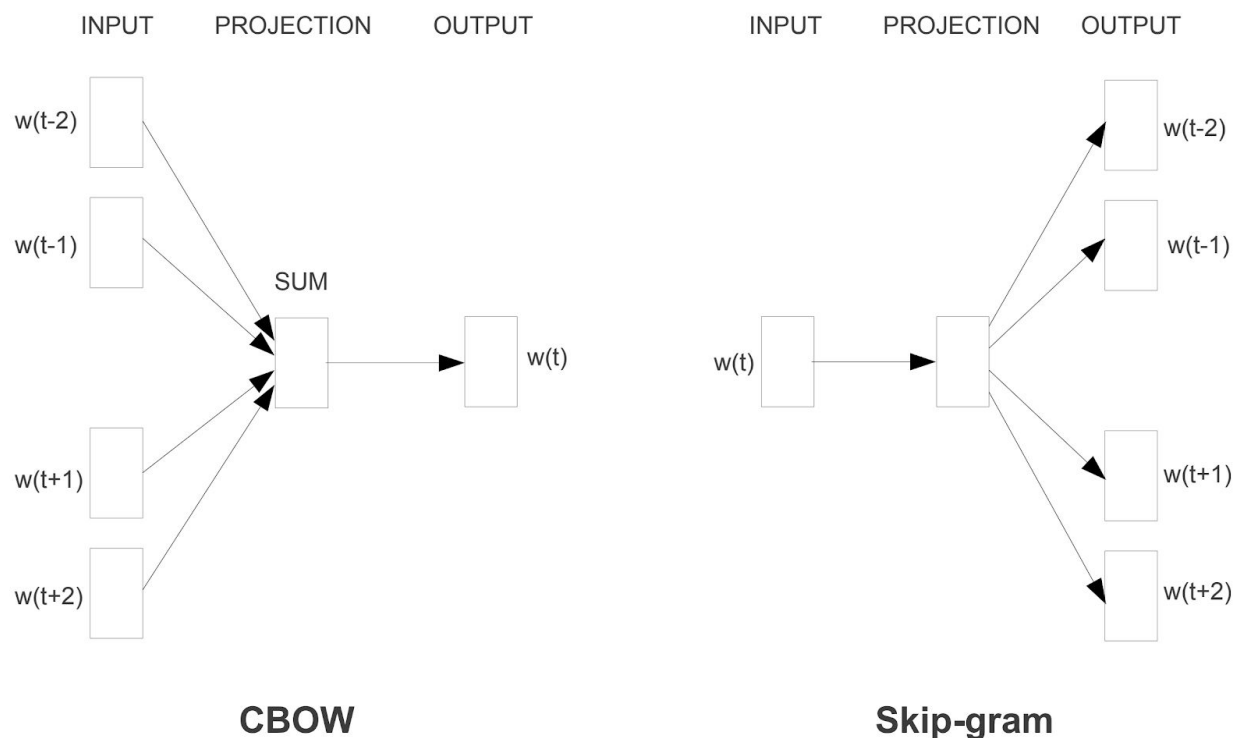 INPUT PROJECTION OUTPUT
w(t-2)
w(t-1)
SUM
w(t)
w(t+1)
w(t+2)
CBOW
INPUT PROJECTION OUTPUT
w(t-2)
w(t-1)
w(t)
w(t+1)
w(t+2)
Skip-gram